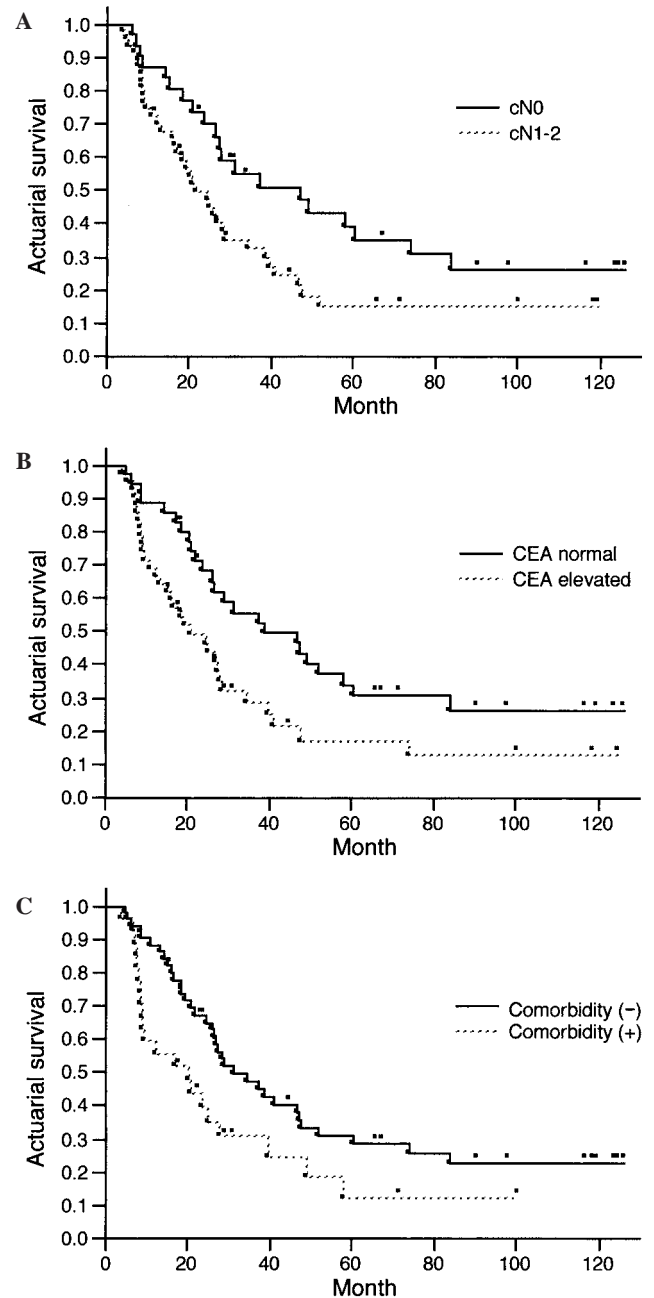 A
Actuarial survival
1.0
0.9
0.8
0.7
0.6
0.5
0.4
0.3
0.2
0.1
0.0
cN0
cN1-2
0 20 40 60 80 100 120
Month
B
Actuarial survival
1.0
0.9
0.8
0.7
0.6
0.5
0.4
0.3
0.2
0.1
0.0
CEA normal
CEA elevated
0 20 40 60 80 100 120
Month
C
Actuarial survival
1.0
0.9
0.8
0.7
0.6
0.5
0.4
0.3
0.2
0.1
0.0
Comorbidity (-)
Comorbidity (+)
0 20 40 60 80 100 120
Month